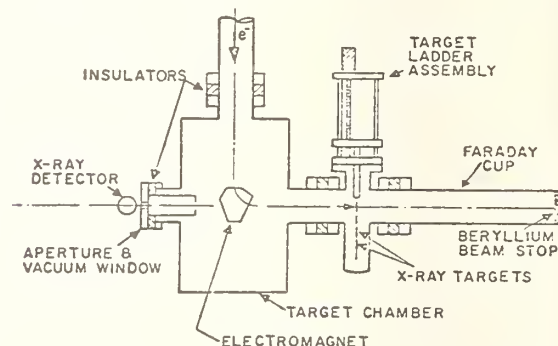 e⁻
TARGET
LADDER
ASSEMBLY
INSULATORS
X-RAY
DETECTOR
FARADAY
CUP
APERTURE &
VACUUM WINDOW
BERYLLIUM
BEAM STOP
X-RAY TARGETS
TARGET CHAMBER
ELECTROMAGNET